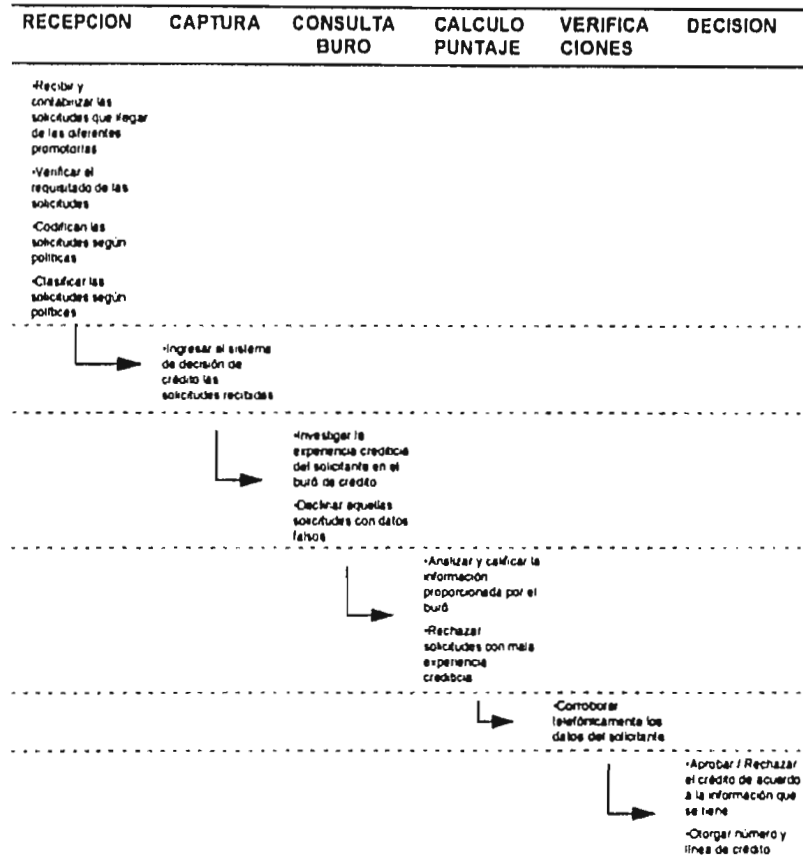 RECEPCION CAPTURA CONSULTA CALCULO VERIFICA DECISION
BURO PUNTAJE CIONES
•Recibir y
contabilizar las
solicitudes que llegar
de las diferentes
promotorías
•Verificar el
requisitado de las
solicitudes
•Codifican las
solicitudes según
políticas
•Clasificar las
solicitudes según
políticas
•Ingresar al sistema
de decisión de
crédito las
solicitudes recibidas
•Investigar la
experiencia crediticia
del solicitante en el
buró de crédito
•Declinar aquellas
solicitudes con datos
falsos
•Analizar y calificar la
información
proporcionada por el
buró
•Rechazar
solicitudes con mala
experiencia
crediticia
•Corroborar
telefónicamente los
datos del solicitante
•Aprobar / Rechazar
el crédito de acuerdo
a la información que
se tiene
•Otorgar número y
línea de crédito